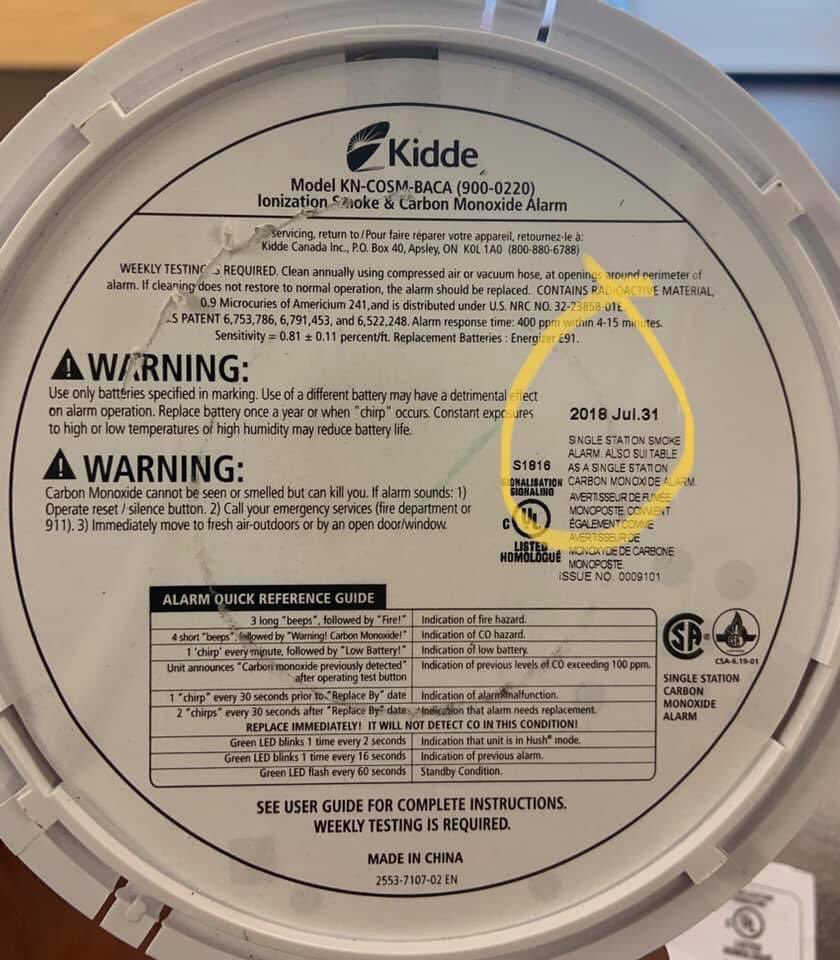 Kidde
Model KN-COSM-BACA (900-0220)
Ionization Smoke & Carbon Monoxide Alarm
servicing, return to/Pour faire réparer votre appareil, retournez-le à:
Kidde Canada Inc., P.O. Box 40, Apsley, ON K0L 1A0 (800-880-6788)
WEEKLY TESTING IS REQUIRED. Clean annually using compressed air or vacuum hose, at openings around perimeter of
alarm. If cleaning does not restore to normal operation, the alarm should be replaced. CONTAINS RADIOACTIVE MATERIAL,
0.9 Microcuries of Americium 241,and is distributed under U.S. NRC NO. 32-23858-01E.
.S PATENT 6,753,786, 6,791,453, and 6,522,248. Alarm response time: 400 ppm within 4-15 minutes.
Sensitivity = 0.81 ± 0.11 percent/ft. Replacement Batteries : Energizer E91.
WARNING:
Use only batteries specified in marking. Use of a different battery may have a detrimental effect
on alarm operation. Replace battery once a year or when "chirp" occurs. Constant exposures
to high or low temperatures or high humidity may reduce battery life.
WARNING:
Carbon Monoxide cannot be seen or smelled but can kill you. If alarm sounds: 1)
Operate reset / silence button. 2) Call your emergency services (fire department or
911). 3) Immediately move to fresh air-outdoors or by an open door/window.
2018 Jul.31
SINGLE STATION SMOKE
ALARM. ALSO SUITABLE
AS A SINGLE STATION
CARBON MONOXIDE ALARM.
AVERTISSEUR DE FUMÉE
MONOPOSTE. CONVIENT
ÉGALEMENT COMME
AVERTISSEUR DE
MONOXYDE DE CARBONE
MONOPOSTE
ISSUE NO. 0009101
S1816
SIGNALISATION
SIGNALING
C UL
LISTED
HOMOLOGUÉ
ALARM QUICK REFERENCE GUIDE
3 long "beeps", followed by "Fire!" Indication of fire hazard.
4 short "beeps", followed by "Warning! Carbon Monoxide!" Indication of CO hazard.
1 'chirp' every minute, followed by "Low Battery!" Indication of low battery.
Unit announces "Carbon monoxide previously detected" Indication of previous levels of CO exceeding 100 ppm.
after operating test button
1 "chirp" every 30 seconds prior to "Replace By" date Indication of alarm malfunction.
2 "chirps" every 30 seconds after "Replace By" date Indication that alarm needs replacement.
REPLACE IMMEDIATELY! IT WILL NOT DETECT CO IN THIS CONDITION!
Green LED blinks 1 time every 2 seconds Indication that unit is in Hush® mode.
Green LED blinks 1 time every 16 seconds Indication of previous alarm.
Green LED flash every 60 seconds Standby Condition.
SA®
CSA-6.19-01
SINGLE STATION
CARBON
MONOXIDE
ALARM
SEE USER GUIDE FOR COMPLETE INSTRUCTIONS.
WEEKLY TESTING IS REQUIRED.
MADE IN CHINA
2553-7107-02 EN